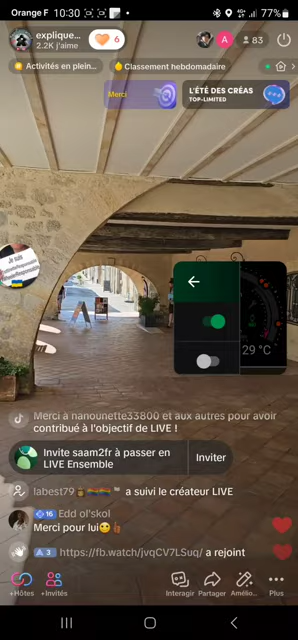 Orange F 10:30
4G+
77%
explique...
2.2K j'aime
6
A
83
Activités en plein...
Classement hebdomadaire
Merci
L'ÉTÉ DES CRÉAS
TOP-LIMITED
Je suis
29 °C
Merci à nanounette33800 et aux autres pour avoir
contribué à l'objectif de LIVE !
Invite saam2fr à passer en
LIVE Ensemble
Inviter
labest79 a suivi le créateur LIVE
16 Edd ol'skol
Merci pour lui
3 https://fb.watch/jvqCV7LSuq/ a rejoint
+Hôtes
+Invités
Interagir
Partager
Amélio...
Plus